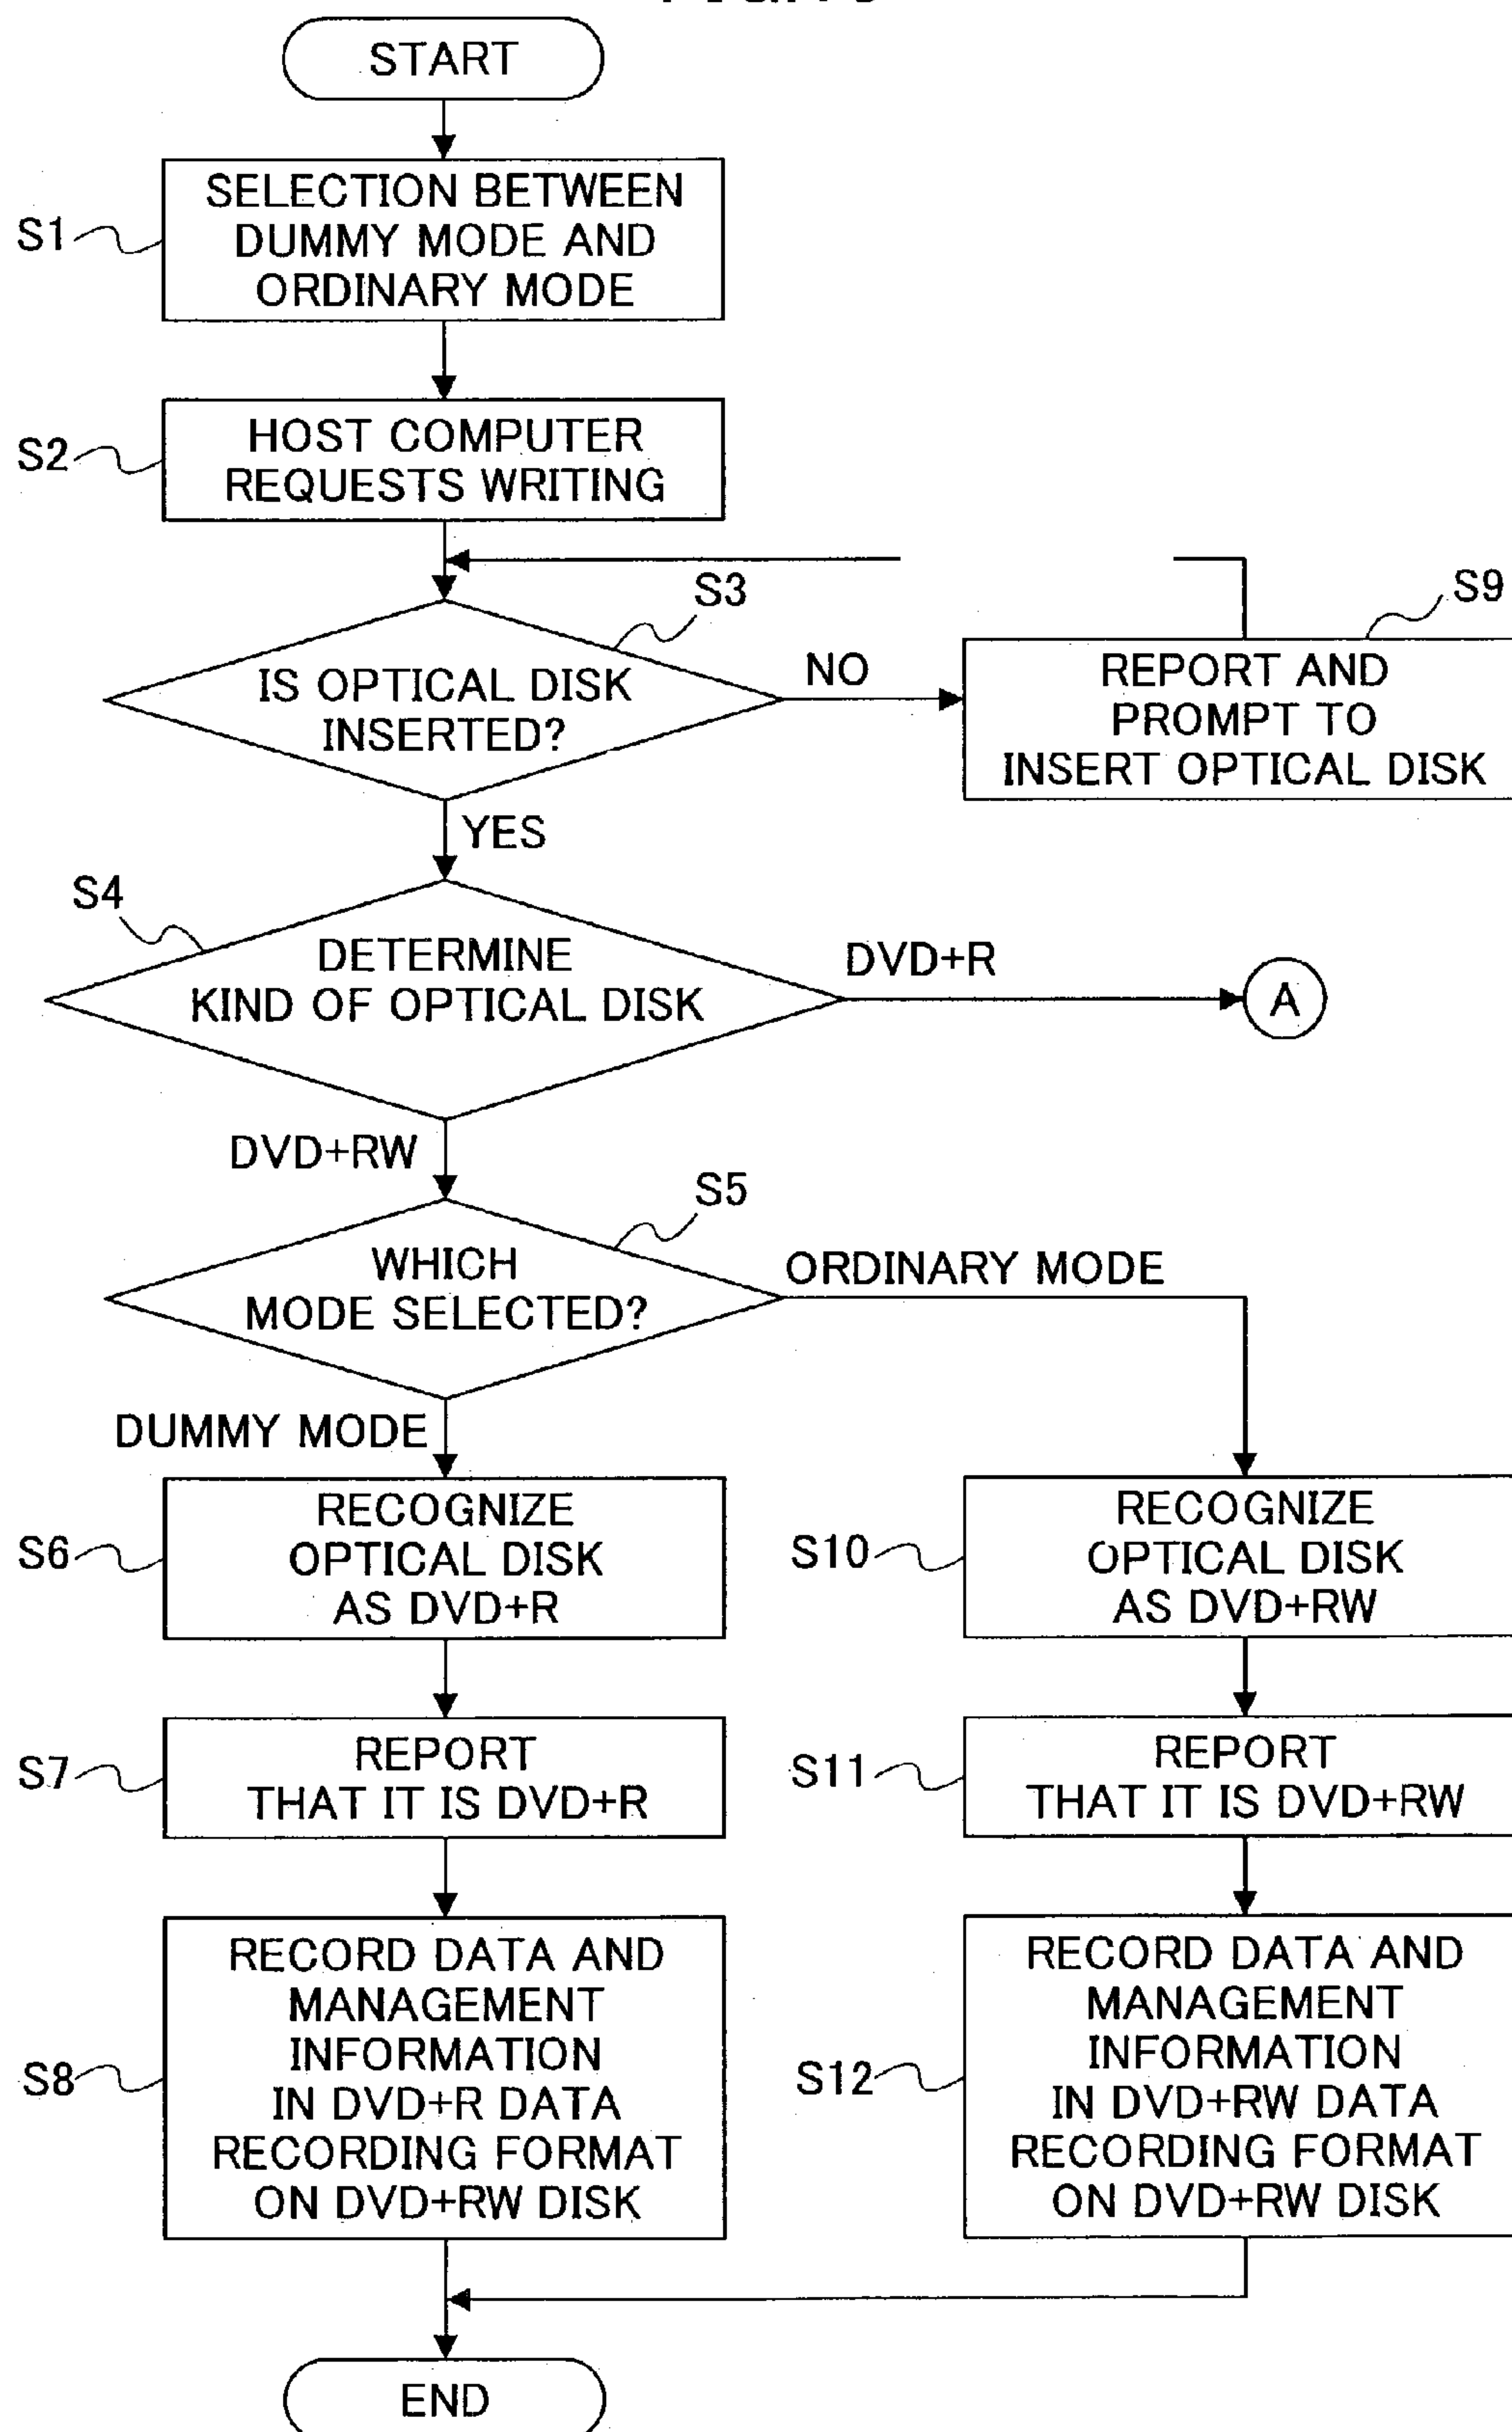 START
S1
SELECTION BETWEEN
DUMMY MODE AND
ORDINARY MODE
S2
HOST COMPUTER
REQUESTS WRITING
S3
IS OPTICAL DISK
INSERTED?
NO
S9
REPORT AND
PROMPT TO
INSERT OPTICAL DISK
YES
S4
DETERMINE
KIND OF OPTICAL DISK
DVD+R
A
DVD+RW
S5
WHICH
MODE SELECTED?
ORDINARY MODE
DUMMY MODE
S6
RECOGNIZE
OPTICAL DISK
AS DVD+R
S10
RECOGNIZE
OPTICAL DISK
AS DVD+RW
S7
REPORT
THAT IT IS DVD+R
S11
REPORT
THAT IT IS DVD+RW
S8
RECORD DATA AND
MANAGEMENT
INFORMATION
IN DVD+R DATA
RECORDING FORMAT
ON DVD+RW DISK
S12
RECORD DATA AND
MANAGEMENT
INFORMATION
IN DVD+RW DATA
RECORDING FORMAT
ON DVD+RW DISK
END